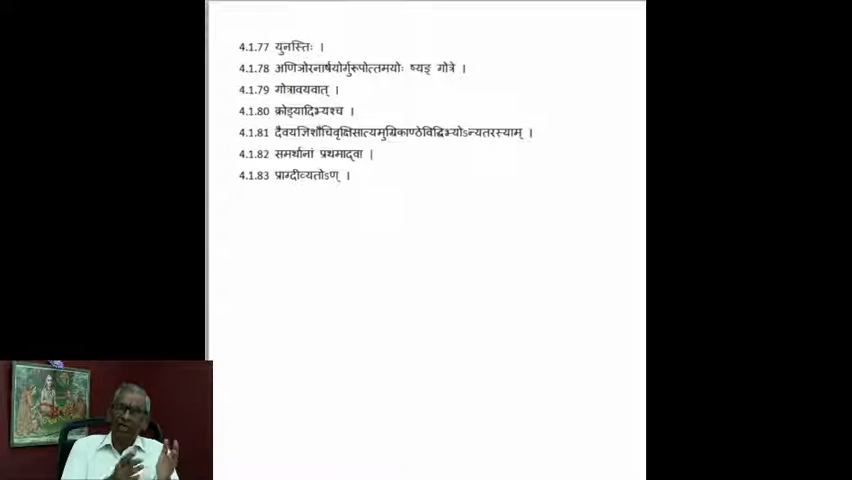 4.1.77 युनस्तिः ।
4.1.78 अणिञोरनार्षयोर्गुरूपोत्तमयोः ष्यङ् गोत्रे ।
4.1.79 गोत्रावयवात् ।
4.1.80 क्रोड्यादिभ्यश्च ।
4.1.81 दैवयज्ञिशौचिवृक्षिसात्यमुग्रिकाण्ठेविद्धिभ्योऽन्यतरस्याम् ।
4.1.82 समर्थानां प्रथमाद्वा |
4.1.83 प्राग्दीव्यतोऽण् ।